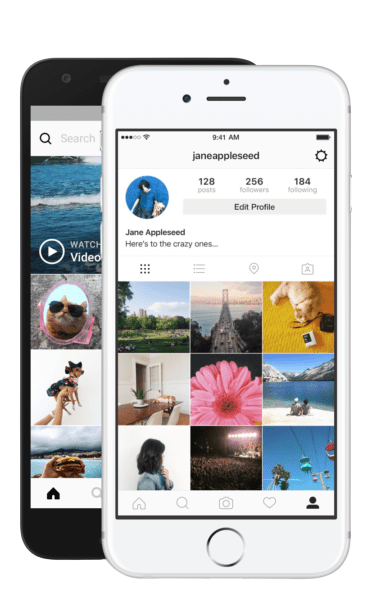 Search
WATCH
Video
9:41 AM
janeappleseed
128
posts
256
followers
184
following
Edit Profile
Jane Appleseed
Here's to the crazy ones...